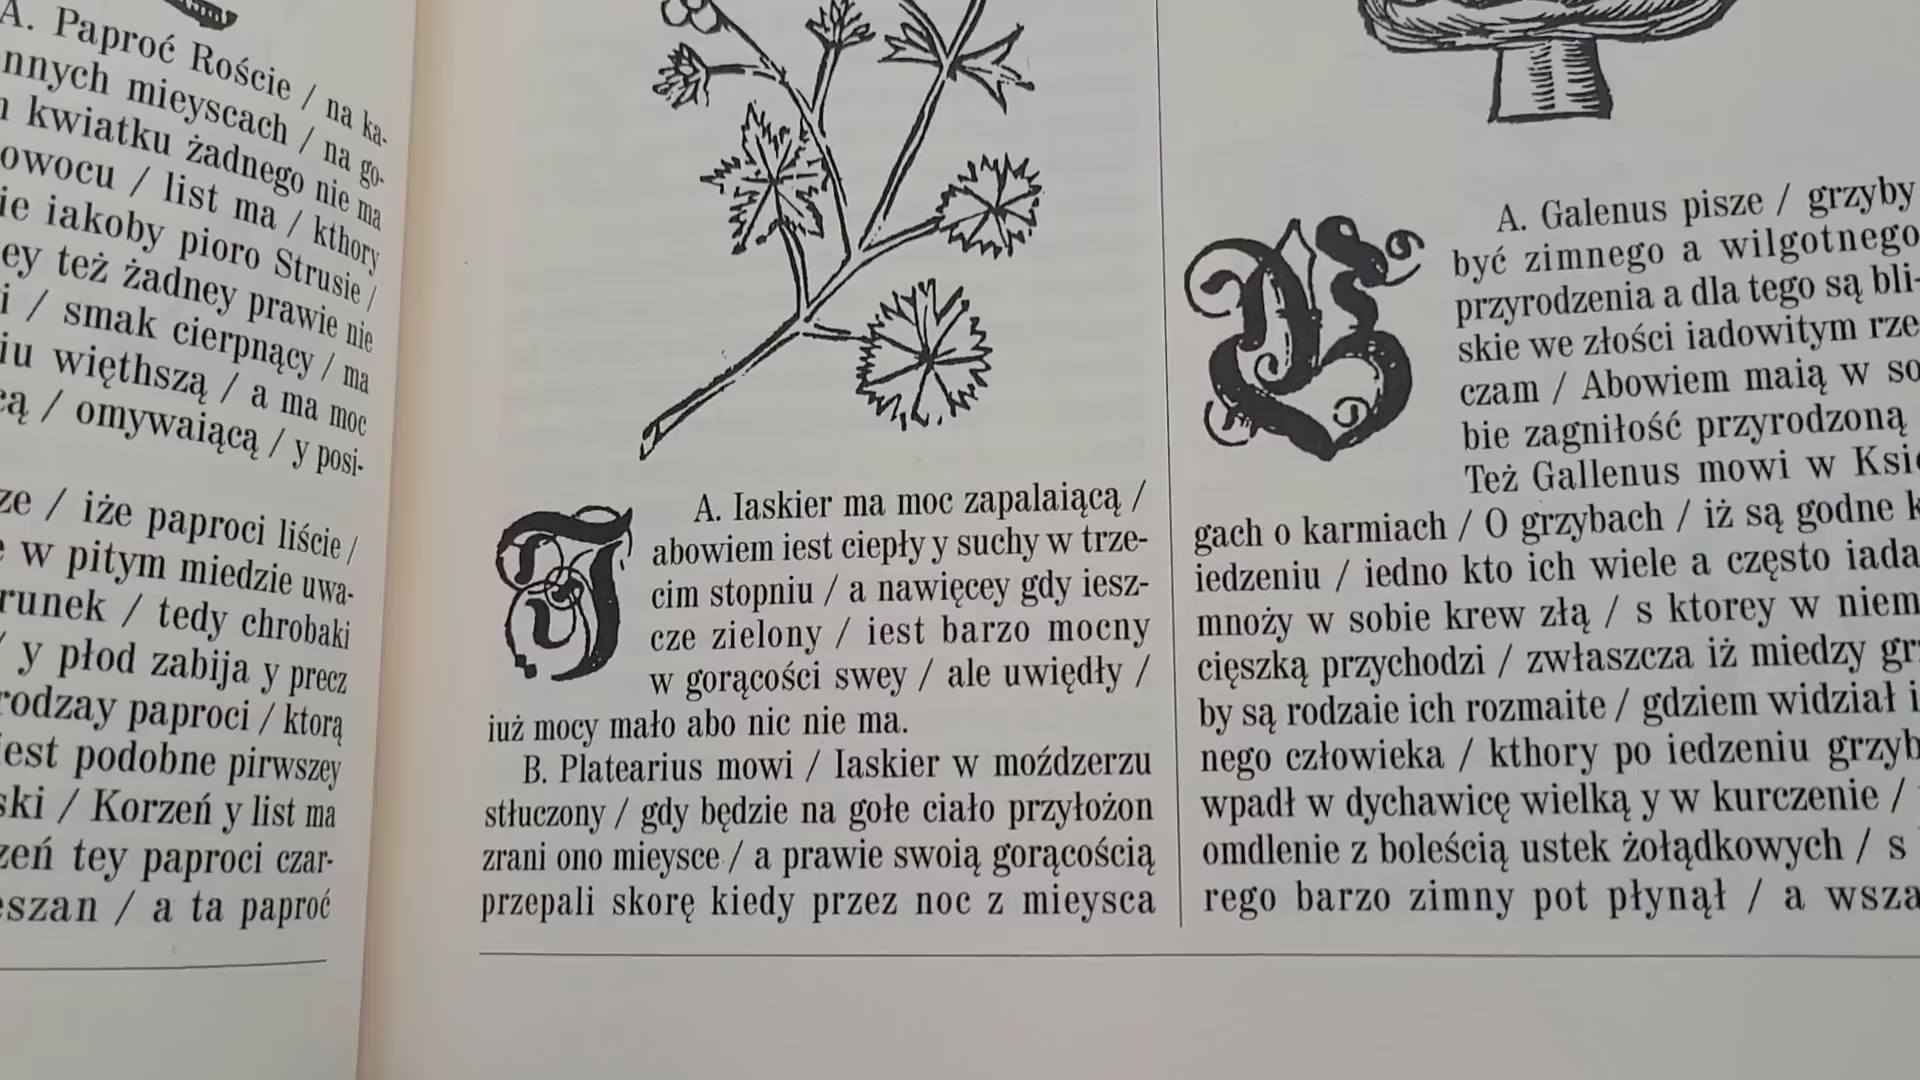 A. Paproć Roście / na ka-
nnych mieyscach / na go-
kwiatku żadnego nie ma
owocu / list ma / kthory
ie iakoby pioro Strusie /
ey też żadney prawie nie
i / smak cierpnący / ma
iu więthszą / a ma moc
cą / omywaiącą / y posi-
ze / iże paproci liście /
w pitym miedzie uwa-
runek / tedy chrobaki
/ y płod zabija y precz
rodzay paproci / ktorą
iest podobne pirwszey
ski / Korzeń y list ma
zeń tey paproci czar-
eszan / a ta paproć
A. Iaskier ma moc zapalaiącą /
abowiem iest ciepły y suchy w trze-
cim stopniu / a nawięcey gdy iesz-
cze zielony / iest barzo mocny
w gorącości swey / ale uwiędły /
iuż mocy mało abo nic nie ma.
B. Platearius mowi / Iaskier w moździerzu
stłuczony / gdy będzie na gołe ciało przyłożon
zrani ono mieysce / a prawie swoią gorącością
przepali skorę kiedy przez noc z mieysca
A. Galenus pisze / grzyby
być zimnego a wilgotnego
przyrodzenia a dla tego są bli-
skie we złości iadowitym rze
czam / Abowiem maią w so
bie zagniłość przyrodzoną
Też Gallenus mowi w Księ
gach o karmiach / O grzybach / iż są godne k
iedzeniu / iedno kto ich wiele a często iada
mnoży w sobie krew złą / s ktorey w niem
cięszką przychodzi / zwłaszcza iż miedzy grz
by są rodzaie ich rozmaite / gdziem widział i
nego człowieka / kthory po iedzeniu grzyb
wpadł w dychawicę wielką y w kurczenie /
omdlenie z boleścią ustek żołądkowych / s
rego barzo zimny pot płynął / a wsza